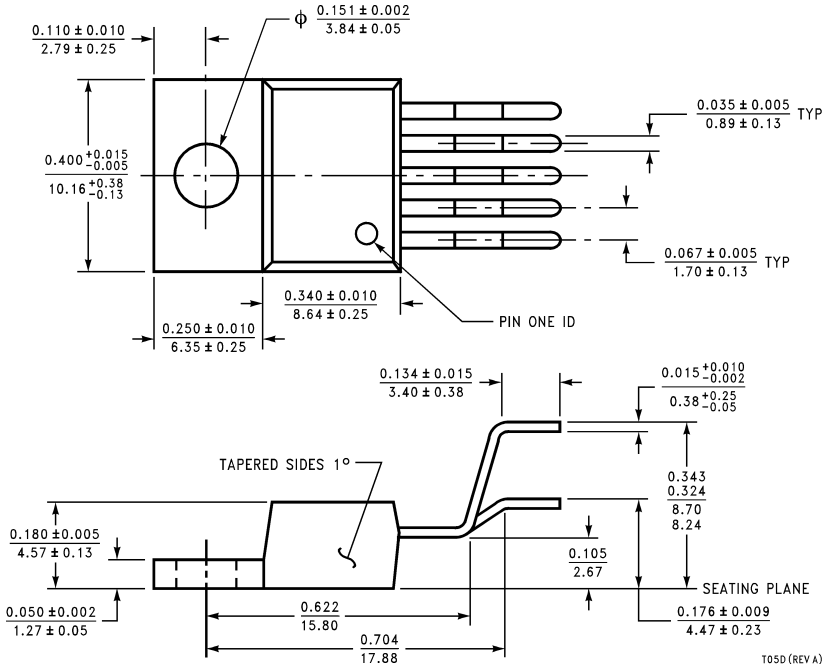 ϕ 0.151 ± 0.002
3.84 ± 0.05
0.110 ± 0.010
2.79 ± 0.25
0.035 ± 0.005 TYP
0.89 ± 0.13
0.400 +0.015 -0.005
10.16 +0.38 -0.13
0.067 ± 0.005 TYP
1.70 ± 0.13
0.340 ± 0.010
8.64 ± 0.25
PIN ONE ID
0.250 ± 0.010
6.35 ± 0.25
0.134 ± 0.015
3.40 ± 0.38
0.015 +0.010 -0.002
0.38 +0.25 -0.05
TAPERED SIDES 1°
0.343
0.324
8.70
8.24
0.180 ± 0.005
4.57 ± 0.13
0.105
2.67
SEATING PLANE
0.050 ± 0.002
1.27 ± 0.05
0.622
15.80
0.176 ± 0.009
4.47 ± 0.23
0.704
17.88
T05D (REV A)